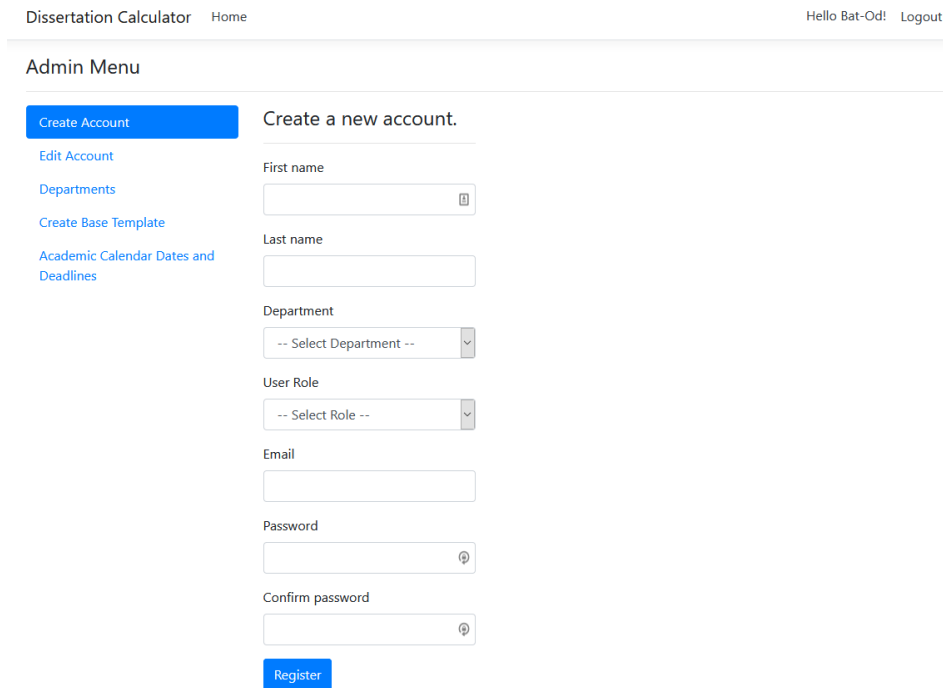 Dissertation Calculator Home Hello Bat-Od! Logout
Admin Menu
Create Account
Edit Account
Departments
Create Base Template
Academic Calendar Dates and
Deadlines
Create a new account.
First name
Last name
Department
-- Select Department --
User Role
-- Select Role --
Email
Password
Confirm password
Register